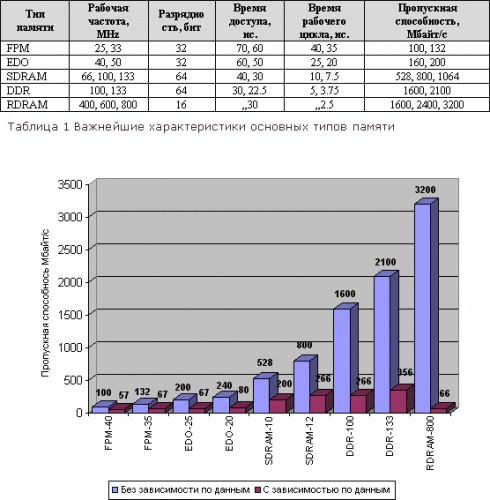 Тип памяти | Рабочая частота, MHz | Разрядно сть, бит | Время доступа, нс. | Время рабочего цикла, нс. | Пропускная способность, Мбайт/с
FPM | 25, 33 | 32 | 70, 60 | 40, 35 | 100, 132
EDO | 40, 50 | 32 | 60, 50 | 25, 20 | 160, 200
SDRAM | 66, 100, 133 | 64 | 40, 30 | 10, 7.5 | 528, 800, 1064
DDR | 100, 133 | 64 | 30, 22.5 | 5, 3.75 | 1600, 2100
RDRAM | 400, 600, 800 | 16 | ,,30 | ,,2.5 | 1600, 2400, 3200
Таблица 1 Важнейшие характеристики основных типов памяти
Пропускная способнось Мбайт/с
3500
3000
2500
2000
1500
1000
500
0
100 57 132 67 200 67 240 80 528 200 800 266 1600 266 2100 356 3200 66
FPM-40
FPM-35
EDO-25
EDO-20
SDRAM-10
SDRAM-12
DDR-100
DDR-133
RDRAM-800
Без зависимости по данным
С зависимостью по данным